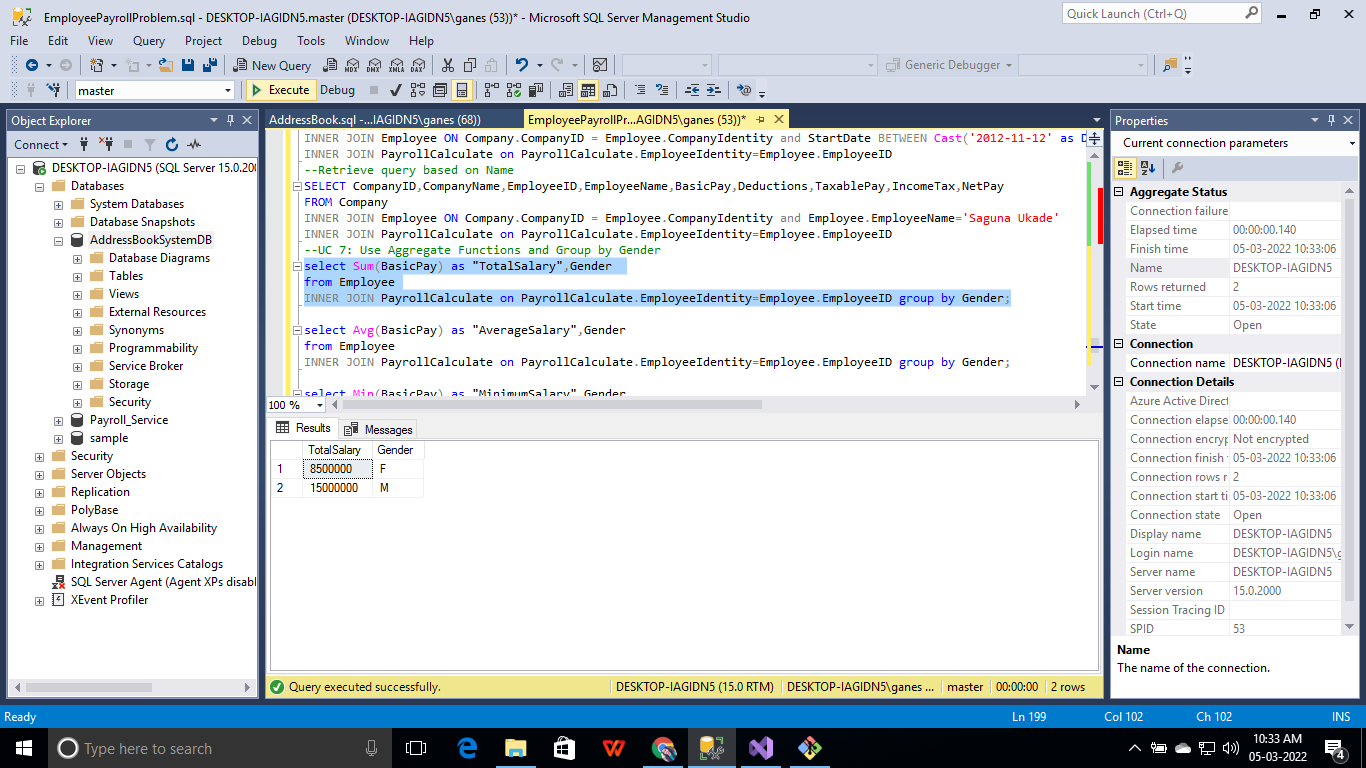 EmployeePayrollProblem.sql - DESKTOP-IAGIDN5.master (DESKTOP-IAGIDN5\ganes (53))* - Microsoft SQL Server Management Studio
Quick Launch (Ctrl+Q)
File Edit View Query Project Debug Tools Window Help
New Query MDX DMX XMLA DAX Generic Debugger
master Execute Debug
Object Explorer
Connect
DESKTOP-IAGIDN5 (SQL Server 15.0.200
Databases
System Databases
Database Snapshots
AddressBookSystemDB
Database Diagrams
Tables
Views
External Resources
Synonyms
Programmability
Service Broker
Storage
Security
Payroll_Service
sample
Security
Server Objects
Replication
PolyBase
Always On High Availability
Management
Integration Services Catalogs
SQL Server Agent (Agent XPs disabl
XEvent Profiler
AddressBook.sql -...IAGIDN5\ganes (68))
EmployeePayrollPr...AGIDN5\ganes (53))*
INNER JOIN Employee ON Company.CompanyID = Employee.CompanyIdentity and StartDate BETWEEN Cast('2012-11-12' as D
INNER JOIN PayrollCalculate on PayrollCalculate.EmployeeIdentity=Employee.EmployeeID
--Retrieve query based on Name
SELECT CompanyID,CompanyName,EmployeeID,EmployeeName,BasicPay,Deductions,TaxablePay,IncomeTax,NetPay
FROM Company
INNER JOIN Employee ON Company.CompanyID = Employee.CompanyIdentity and Employee.EmployeeName='Saguna Ukade'
INNER JOIN PayrollCalculate on PayrollCalculate.EmployeeIdentity=Employee.EmployeeID
--UC 7: Use Aggregate Functions and Group by Gender
select Sum(BasicPay) as "TotalSalary",Gender
from Employee
INNER JOIN PayrollCalculate on PayrollCalculate.EmployeeIdentity=Employee.EmployeeID group by Gender;
select Avg(BasicPay) as "AverageSalary",Gender
from Employee
INNER JOIN PayrollCalculate on PayrollCalculate.EmployeeIdentity=Employee.EmployeeID group by Gender;
select Min(BasicPay) as "MinimumSalary",Gender
100 %
Results Messages
TotalSalary Gender
1 8500000 F
2 15000000 M
Query executed successfully. DESKTOP-IAGIDN5 (15.0 RTM) DESKTOP-IAGIDN5\ganes ... master 00:00:00 2 rows
Properties
Current connection parameters
Aggregate Status
Connection failure
Elapsed time 00:00:00.140
Finish time 05-03-2022 10:33:06
Name DESKTOP-IAGIDN5
Rows returned 2
Start time 05-03-2022 10:33:06
State Open
Connection
Connection name DESKTOP-IAGIDN5 (
Connection Details
Azure Active Direct
Connection elapse 00:00:00.140
Connection encryp Not encrypted
Connection finish 05-03-2022 10:33:06
Connection rows r 2
Connection start ti 05-03-2022 10:33:06
Connection state Open
Display name DESKTOP-IAGIDN5
Login name DESKTOP-IAGIDN5\g
Server name DESKTOP-IAGIDN5
Server version 15.0.2000
Session Tracing ID
SPID 53
Name
The name of the connection.
Ready Ln 199 Col 102 Ch 102 INS
Type here to search
10:33 AM
05-03-2022
4